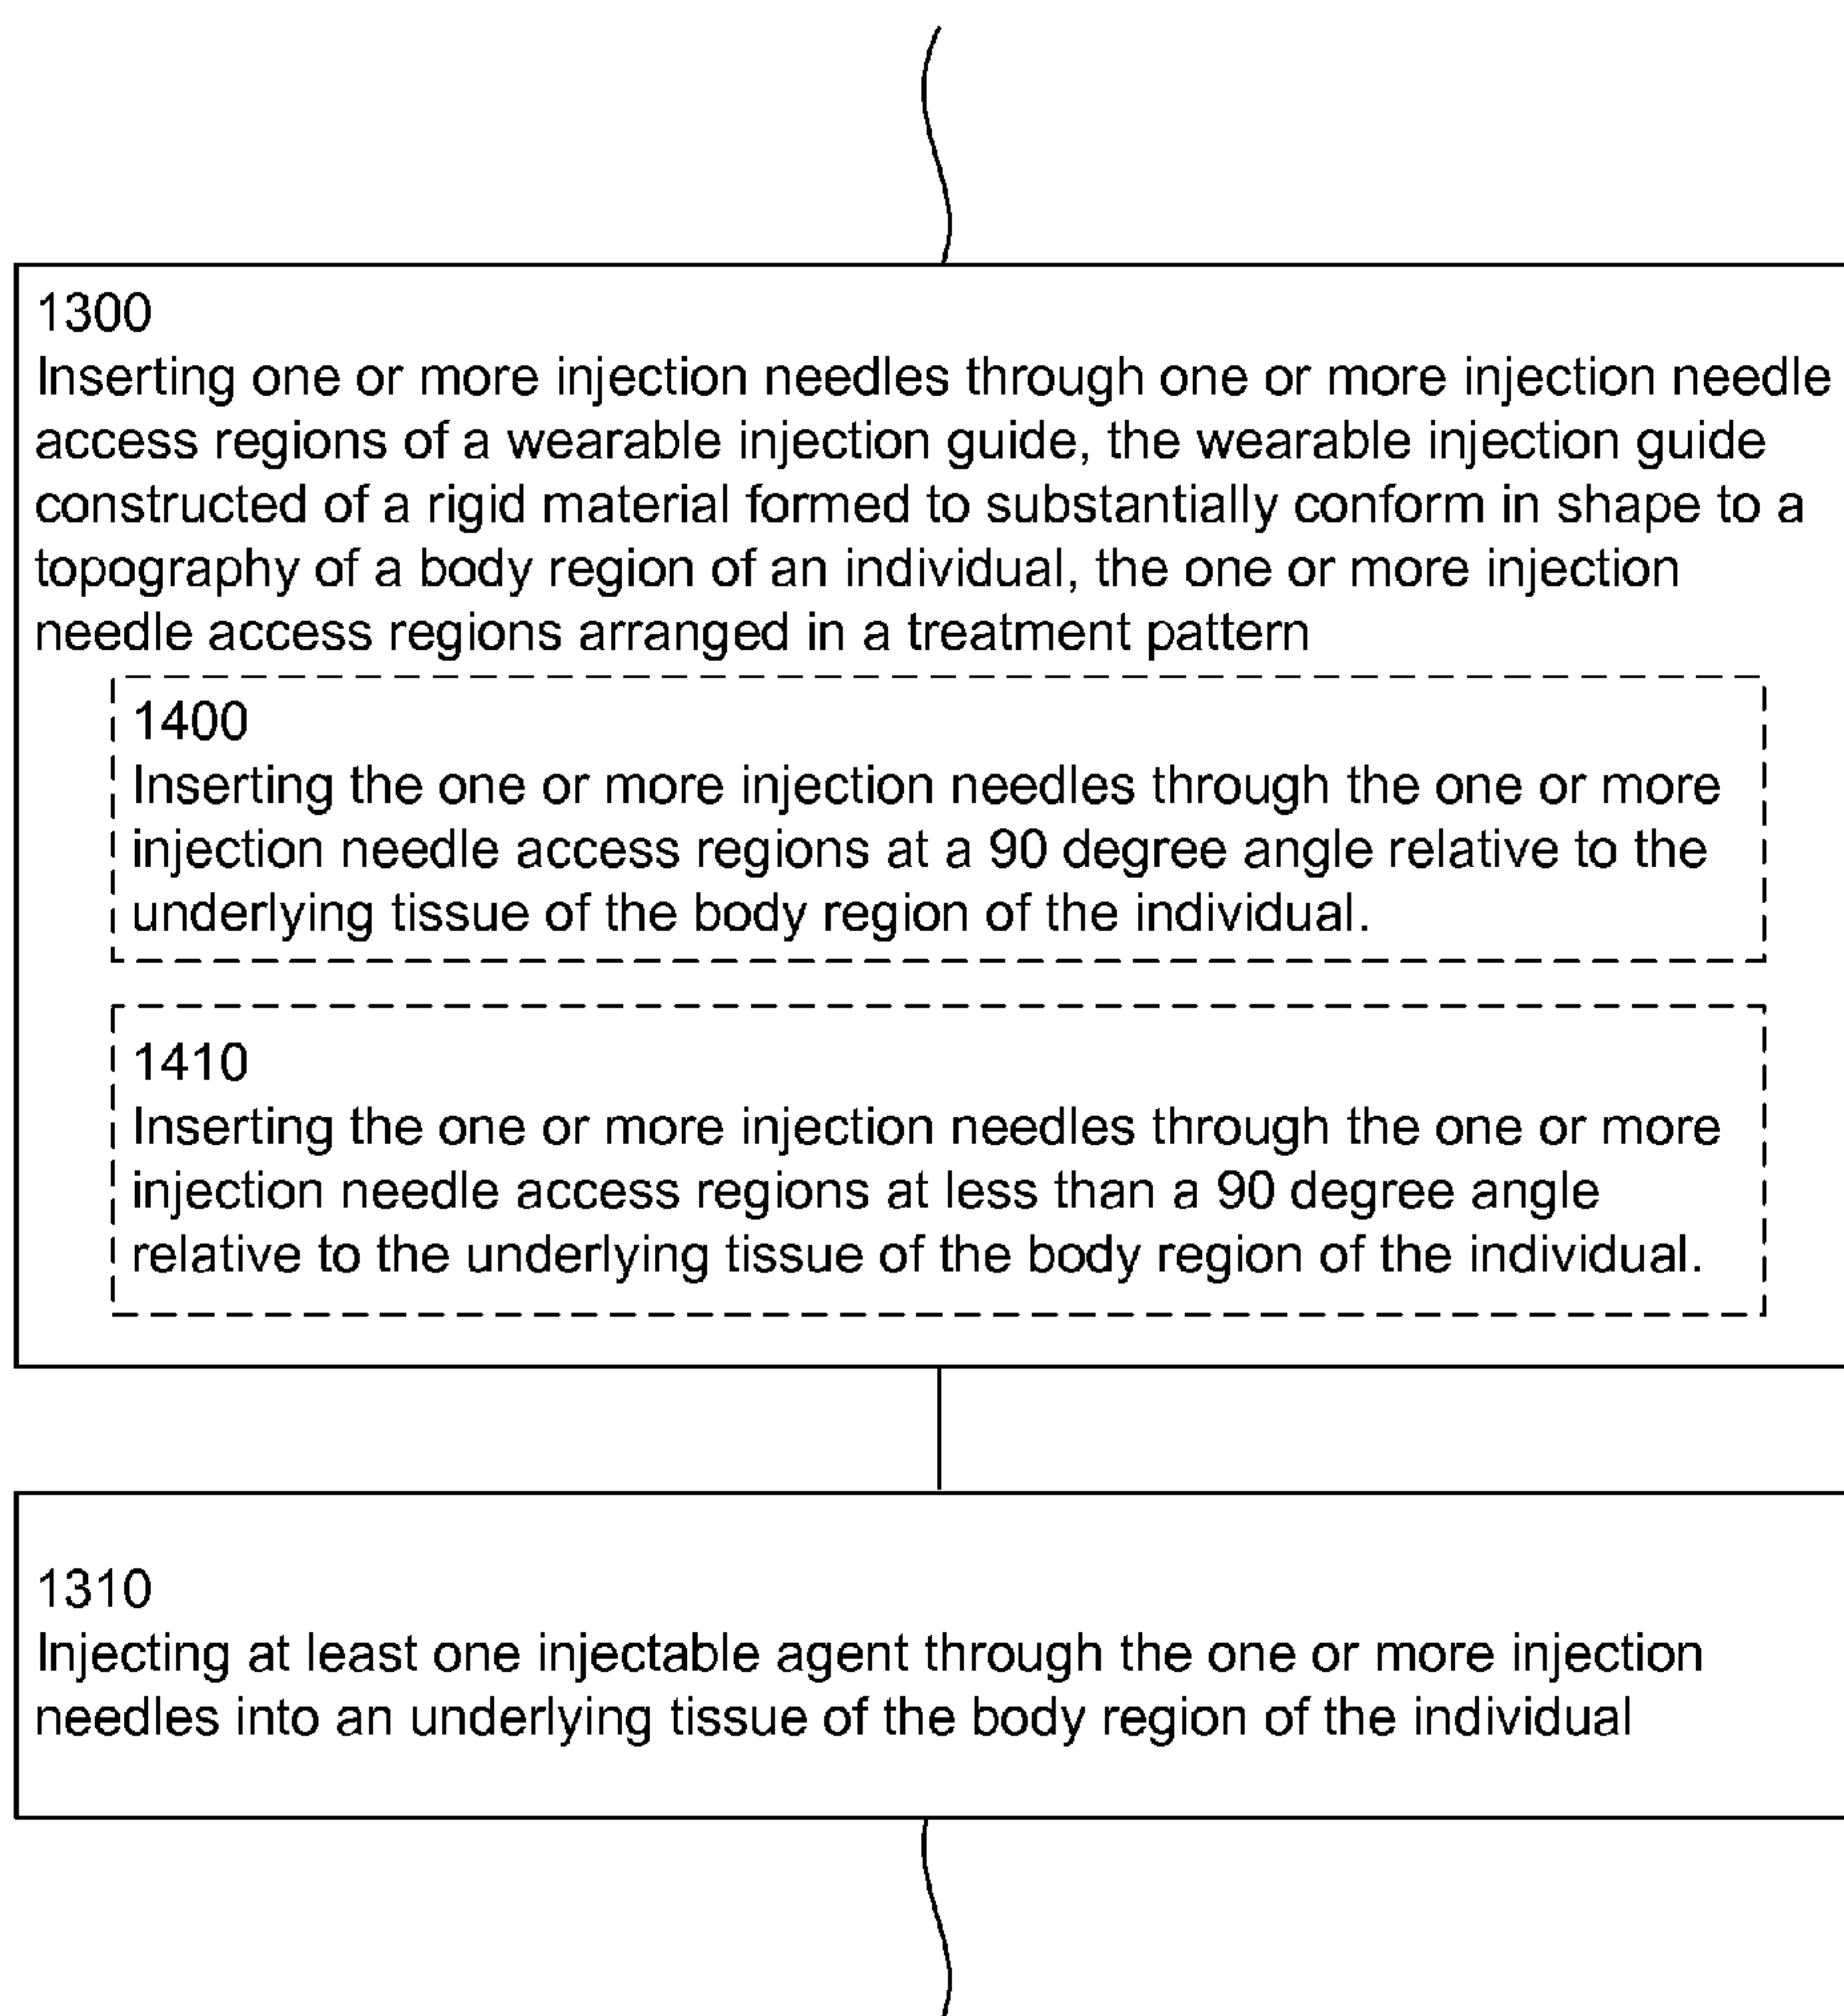 1300
Inserting one or more injection needles through one or more injection needle
access regions of a wearable injection guide, the wearable injection guide
constructed of a rigid material formed to substantially conform in shape to a
topography of a body region of an individual, the one or more injection
needle access regions arranged in a treatment pattern
1400
Inserting the one or more injection needles through the one or more
injection needle access regions at a 90 degree angle relative to the
underlying tissue of the body region of the individual.
1410
Inserting the one or more injection needles through the one or more
injection needle access regions at less than a 90 degree angle
relative to the underlying tissue of the body region of the individual.
1310
Injecting at least one injectable agent through the one or more injection
needles into an underlying tissue of the body region of the individual